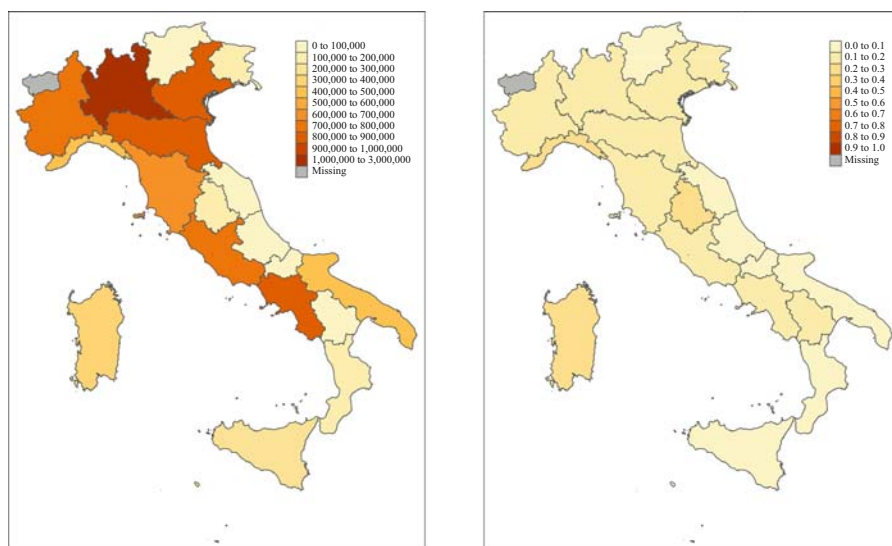 0 to 100,000
100,000 to 200,000
200,000 to 300,000
300,000 to 400,000
400,000 to 500,000
500,000 to 600,000
600,000 to 700,000
700,000 to 800,000
800,000 to 900,000
900,000 to 1,000,000
1,000,000 to 3,000,000
Missing
0.0 to 0.1
0.1 to 0.2
0.2 to 0.3
0.3 to 0.4
0.4 to 0.5
0.5 to 0.6
0.6 to 0.7
0.7 to 0.8
0.8 to 0.9
0.9 to 1.0
Missing